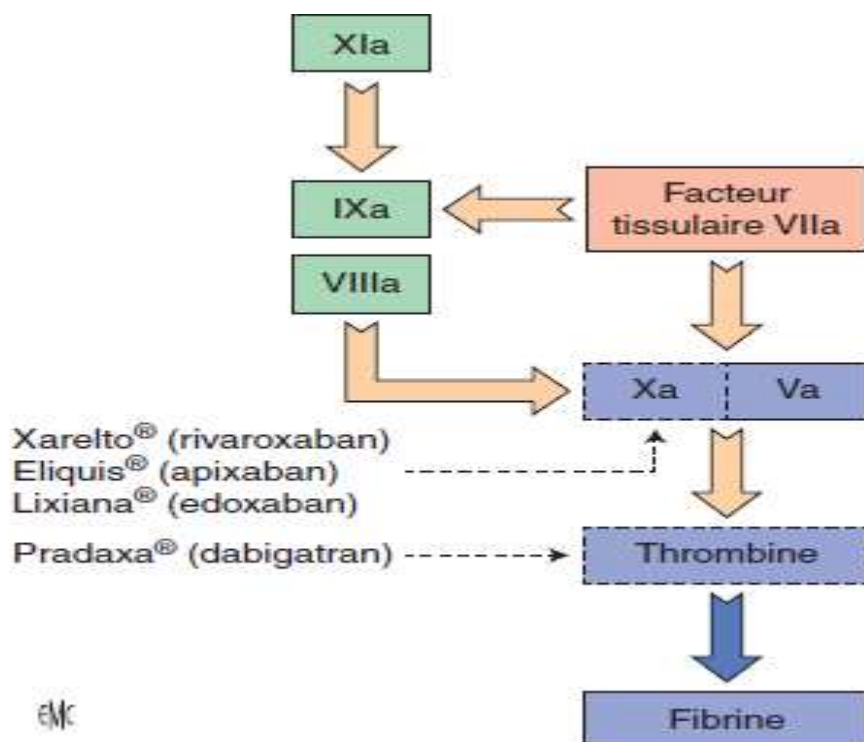 XIa
IXa
Facteur
tissulaire VIIa
VIIIa
Xa
Va
Xarelto® (rivaroxaban)
Eliquis® (apixaban)
Lixiana® (edoxaban)
Pradaxa® (dabigatran)
Thrombine
Fibrine
EMC